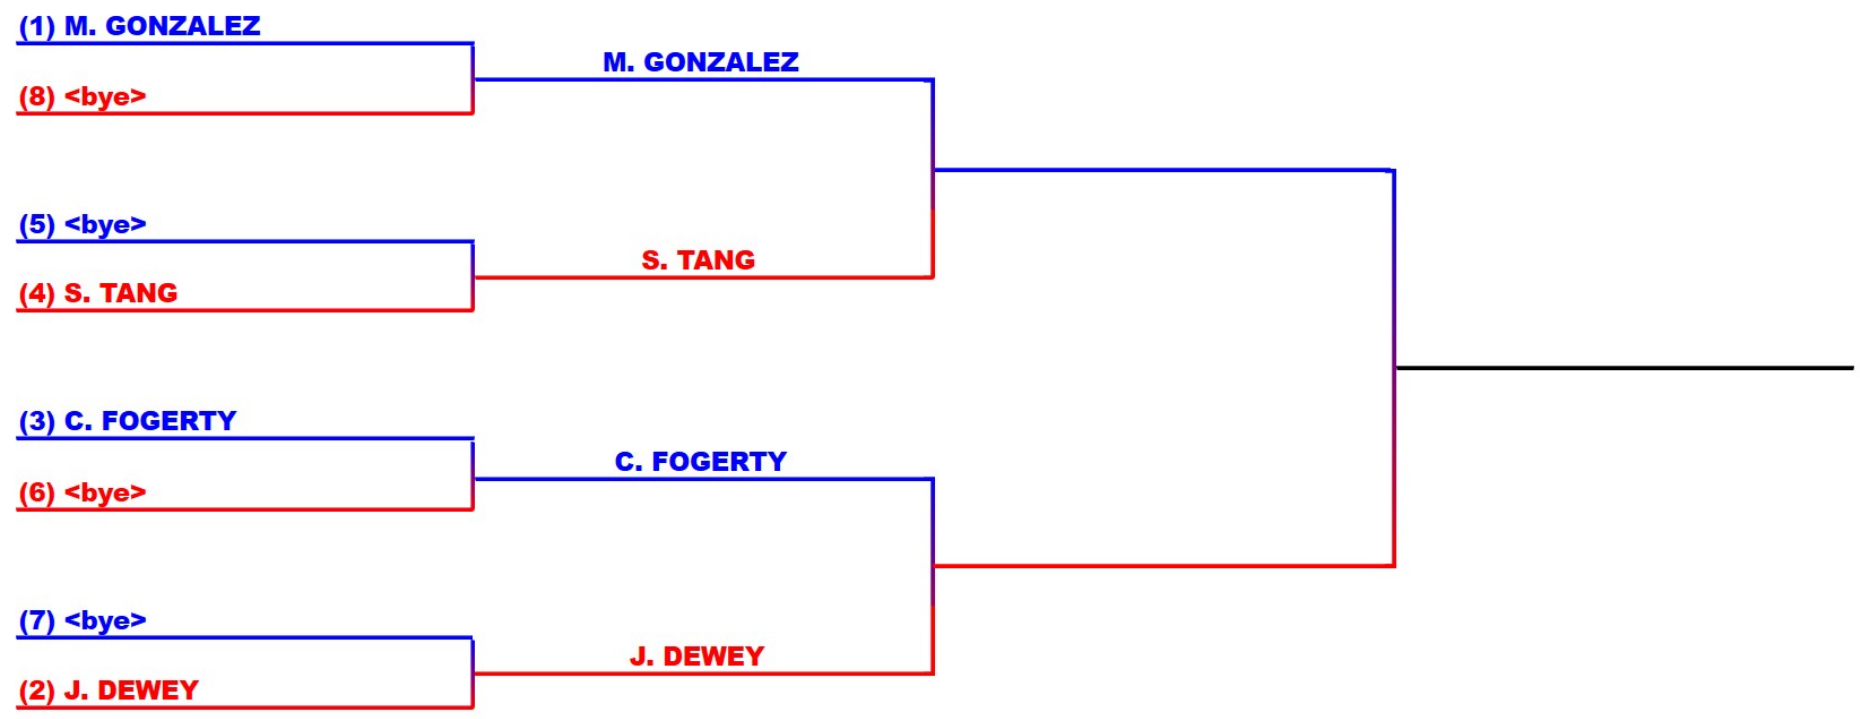 (1) M. GONZALEZ
(8) <bye>
M. GONZALEZ
(5) <bye>
(4) S. TANG
S. TANG
(3) C. FOGERTY
(6) <bye>
C. FOGERTY
(7) <bye>
(2) J. DEWEY
J. DEWEY